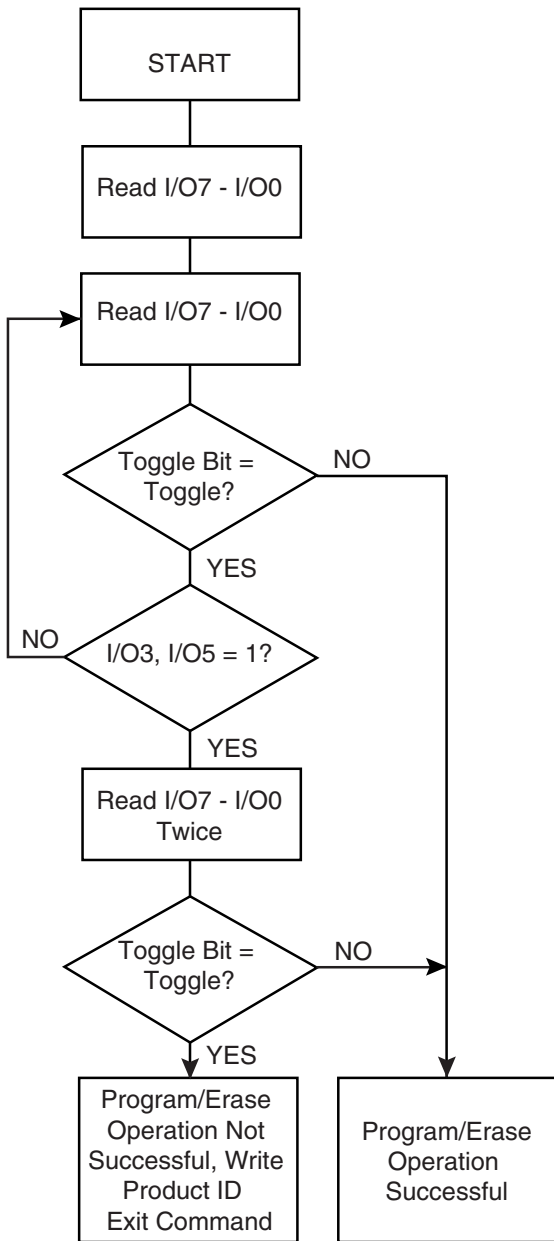 START
Read I/O7 - I/O0
Read I/O7 - I/O0
Toggle Bit =
Toggle?
NO
YES
NO
I/O3, I/O5 = 1?
YES
Read I/O7 - I/O0
Twice
Toggle Bit =
Toggle?
NO
YES
Program/Erase
Operation Not
Successful, Write
Product ID
Exit Command
Program/Erase
Operation
Successful